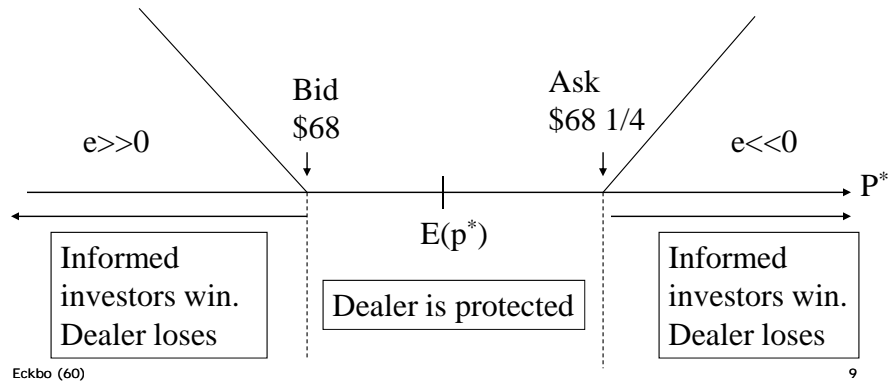 Bid
$68
Ask
$68 1/4
e>>0
e<<0
P*
E(p*)
Informed
investors win.
Dealer loses
Dealer is protected
Informed
investors win.
Dealer loses
Eckbo (60)
9